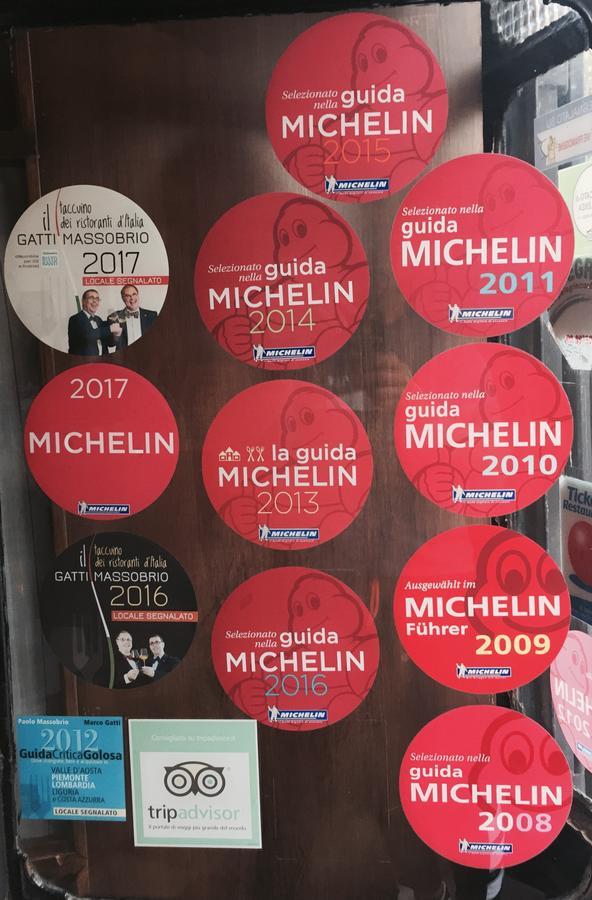 Selezionato
nella guida
MICHELIN
2015
MICHELIN
il taccuino
dei ristoranti d'Italia
GATTI MASSOBRIO
2017
LOCALE SEGNALATO
Selezionato
nella guida
MICHELIN
2014
MICHELIN
Selezionato nella
guida
MICHELIN
2011
MICHELIN
2017
MICHELIN
MICHELIN
la guida
MICHELIN
2013
MICHELIN
Selezionato nella
guida
MICHELIN
2010
MICHELIN
il taccuino
dei ristoranti d'Italia
GATTI MASSOBRIO
2016
LOCALE SEGNALATO
Selezionato
nella guida
MICHELIN
2016
MICHELIN
Ausgewählt im
MICHELIN
Führer 2009
MICHELIN
Paolo Massobrio Marco Gatti
2012
GuidaCriticaGolosa
VALLE D'AOSTA
PIEMONTE
LOMBARDIA
LIGURIA
e COSTA AZZURRA
LOCALE SEGNALATO
Consigliato su tripadvisor.it
tripadvisor
Il portale di viaggi più grande del mondo
Selezionato nella
guida
MICHELIN
2008
MICHELIN